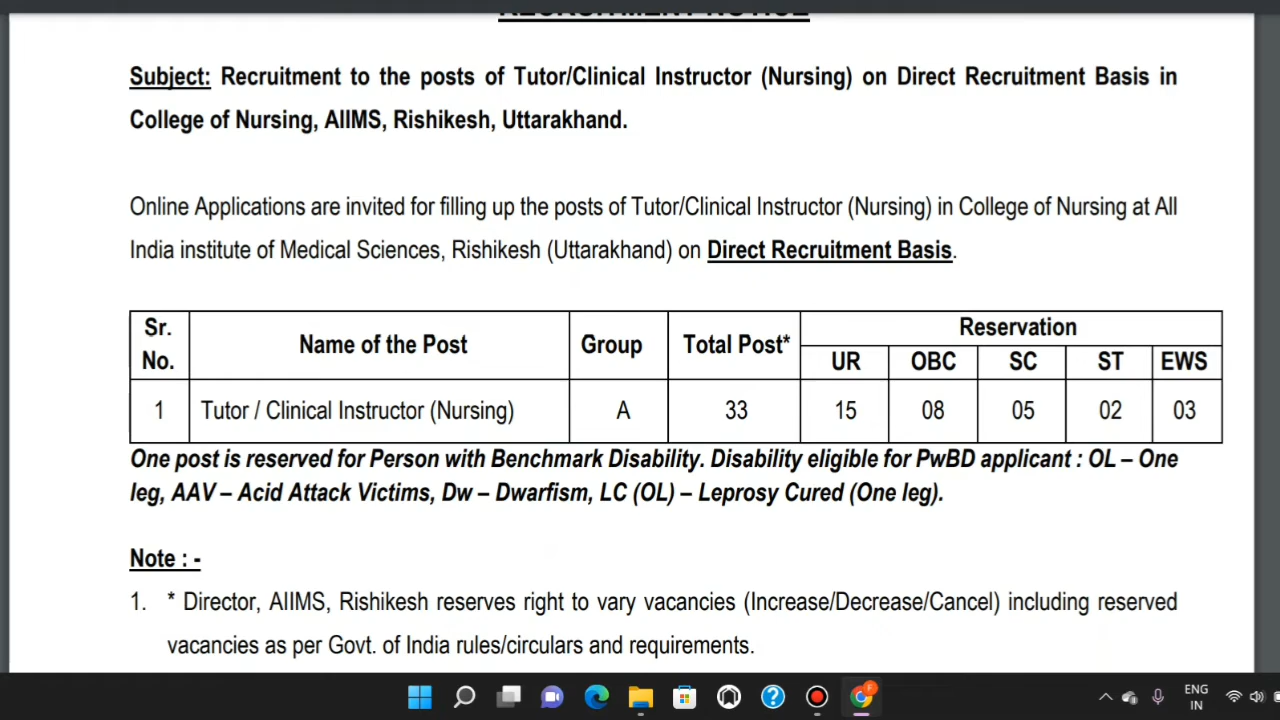 RECRUITMENT NOTICE
Subject: Recruitment to the posts of Tutor/Clinical Instructor (Nursing) on Direct Recruitment Basis in
College of Nursing, AIIMS, Rishikesh, Uttarakhand.
Online Applications are invited for filling up the posts of Tutor/Clinical Instructor (Nursing) in College of Nursing at All
India institute of Medical Sciences, Rishikesh (Uttarakhand) on Direct Recruitment Basis.
Sr. No. Name of the Post Group Total Post* Reservation
UR OBC SC ST EWS
1 Tutor / Clinical Instructor (Nursing) A 33 15 08 05 02 03
One post is reserved for Person with Benchmark Disability. Disability eligible for PwBD applicant : OL – One
leg, AAV – Acid Attack Victims, Dw – Dwarfism, LC (OL) – Leprosy Cured (One leg).
Note : -
1. * Director, AIIMS, Rishikesh reserves right to vary vacancies (Increase/Decrease/Cancel) including reserved
vacancies as per Govt. of India rules/circulars and requirements.
ENG
IN